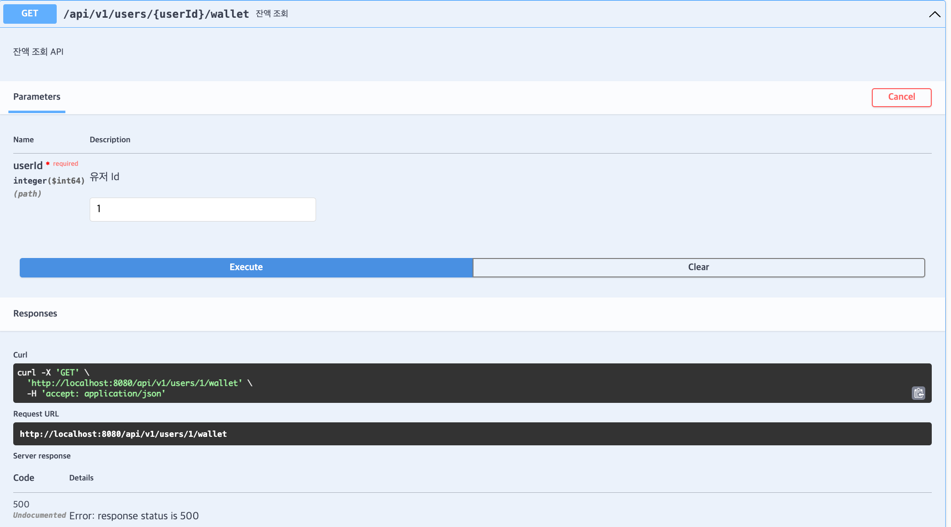 GET /api/v1/users/{userId}/wallet 잔액 조회
잔액 조회 API
Parameters
Cancel
Name Description
userId * required
integer($int64)
(path)
유저 Id
1
Execute Clear
Responses
Curl
curl -X 'GET' \
'http://localhost:8080/api/v1/users/1/wallet' \
-H 'accept: application/json'
Request URL
http://localhost:8080/api/v1/users/1/wallet
Server response
Code Details
500
Undocumented Error: response status is 500